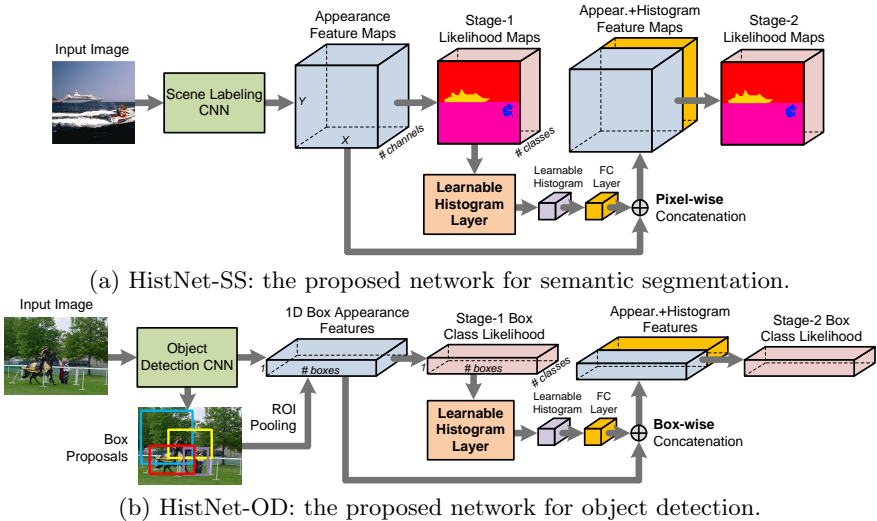 Input Image
Scene Labeling
CNN
Appearance
Feature Maps
Y
X
# channels
Stage-1
Likelihood Maps
# classes
Appear.+Histogram
Feature Maps
Stage-2
Likelihood Maps
Learnable
Histogram
Layer
Learnable
Histogram
FC
Layer
Pixel-wise
Concatenation
(a) HistNet-SS: the proposed network for semantic segmentation.
Input Image
Object
Detection CNN
Box
Proposals
ROI
Pooling
1D Box Appearance
Features
1
# boxes
Stage-1 Box
Class Likelihood
1
# boxes
# classes
Learnable
Histogram
Layer
Learnable
Histogram
FC
Layer
Appear.+Histogram
Features
Box-wise
Concatenation
Stage-2 Box
Class Likelihood
(b) HistNet-OD: the proposed network for object detection.